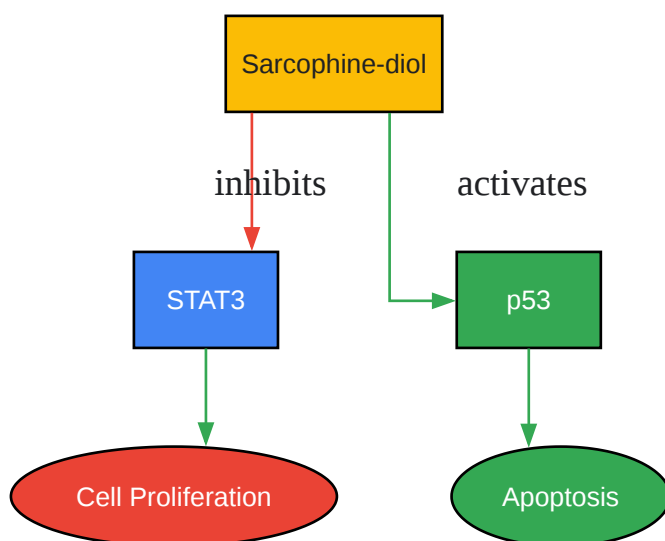 Sarcophine-diol
inhibits
activates
STAT3
p53
Cell Proliferation
Apoptosis